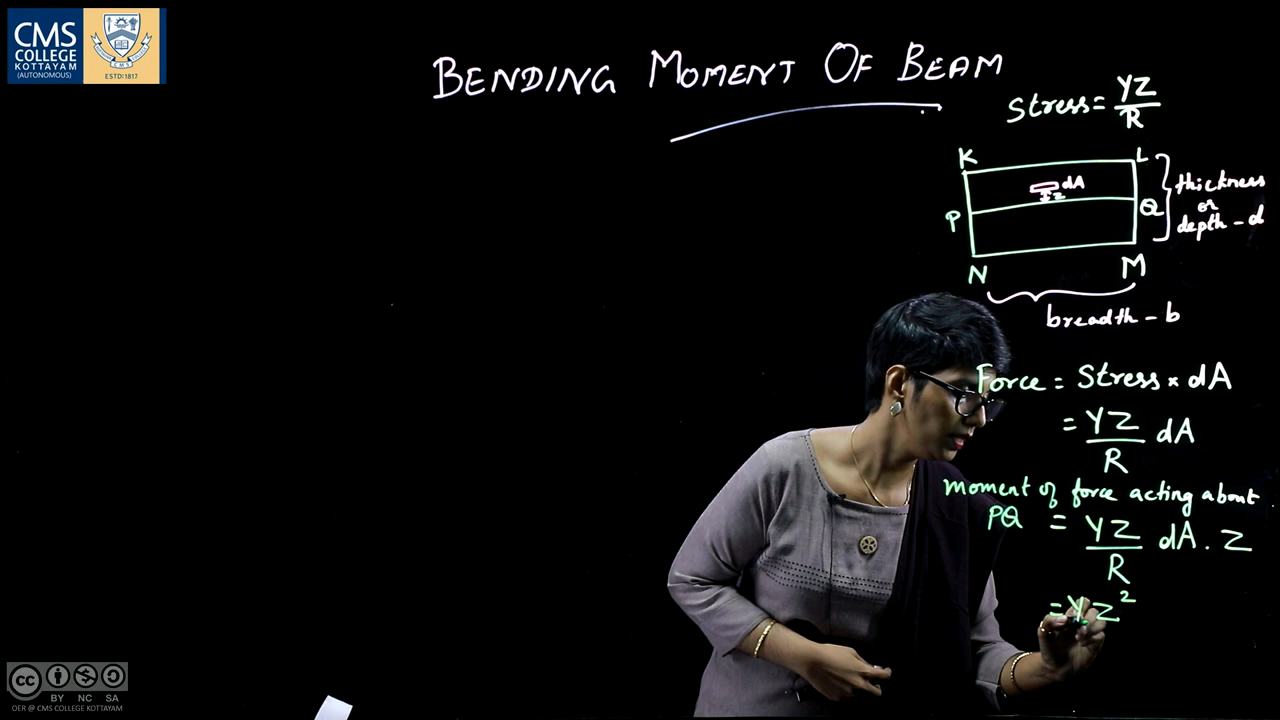 CMS
COLLEGE
KOTTAYAM
(AUTONOMOUS)
ESTD:1817
BENDING MOMENT OF BEAM
Stress = YZ/R
K L
dA
z
P Q
N M
thickness
or
depth - d
breadth - b
Force = Stress × dA
= YZ/R dA
moment of force acting about
PQ = YZ/R dA . Z
= YZ²
CC BY NC SA
OER @ CMS COLLEGE KOTTAYAM